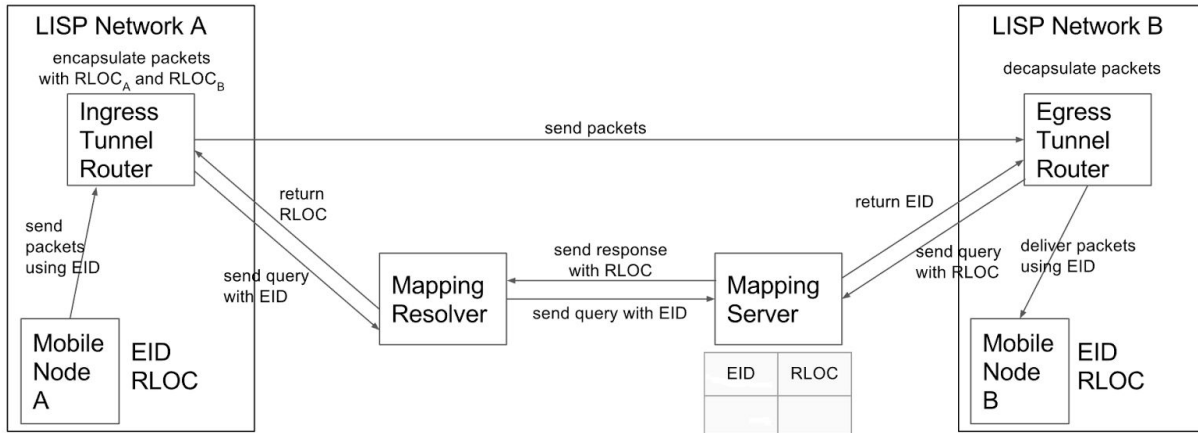 LISP Network A
encapsulate packets
with RLOC_A and RLOC_B
Ingress
Tunnel
Router
send
packets
using EID
Mobile
Node
A
EID
RLOC
send packets
return
RLOC
send query
with EID
Mapping
Resolver
send response
with RLOC
send query with EID
Mapping
Server
EID RLOC
return EID
send query
with RLOC
LISP Network B
decapsulate packets
Egress
Tunnel
Router
deliver packets
using EID
Mobile
Node
B
EID
RLOC